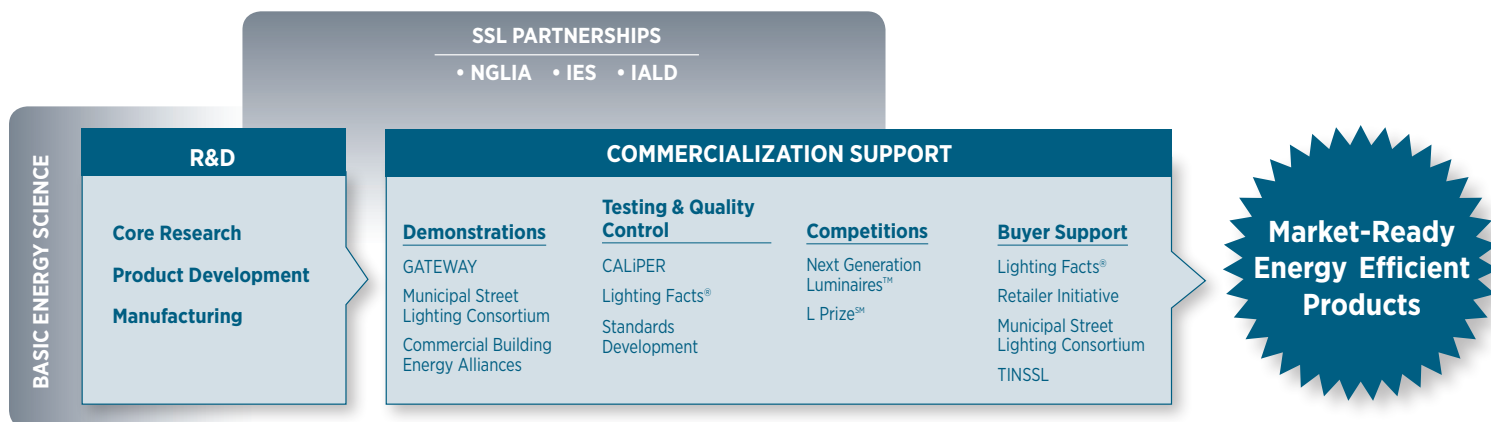 SSL PARTNERSHIPS
• NGLIA • IES • IALD
BASIC ENERGY SCIENCE
R&D
Core Research
Product Development
Manufacturing
COMMERCIALIZATION SUPPORT
Demonstrations
GATEWAY
Municipal Street
Lighting Consortium
Commercial Building
Energy Alliances
Testing & Quality
Control
CALiPER
Lighting Facts®
Standards
Development
Competitions
Next Generation
Luminaires™
L Prize℠
Buyer Support
Lighting Facts®
Retailer Initiative
Municipal Street
Lighting Consortium
TINSSL
Market-Ready
Energy Efficient
Products